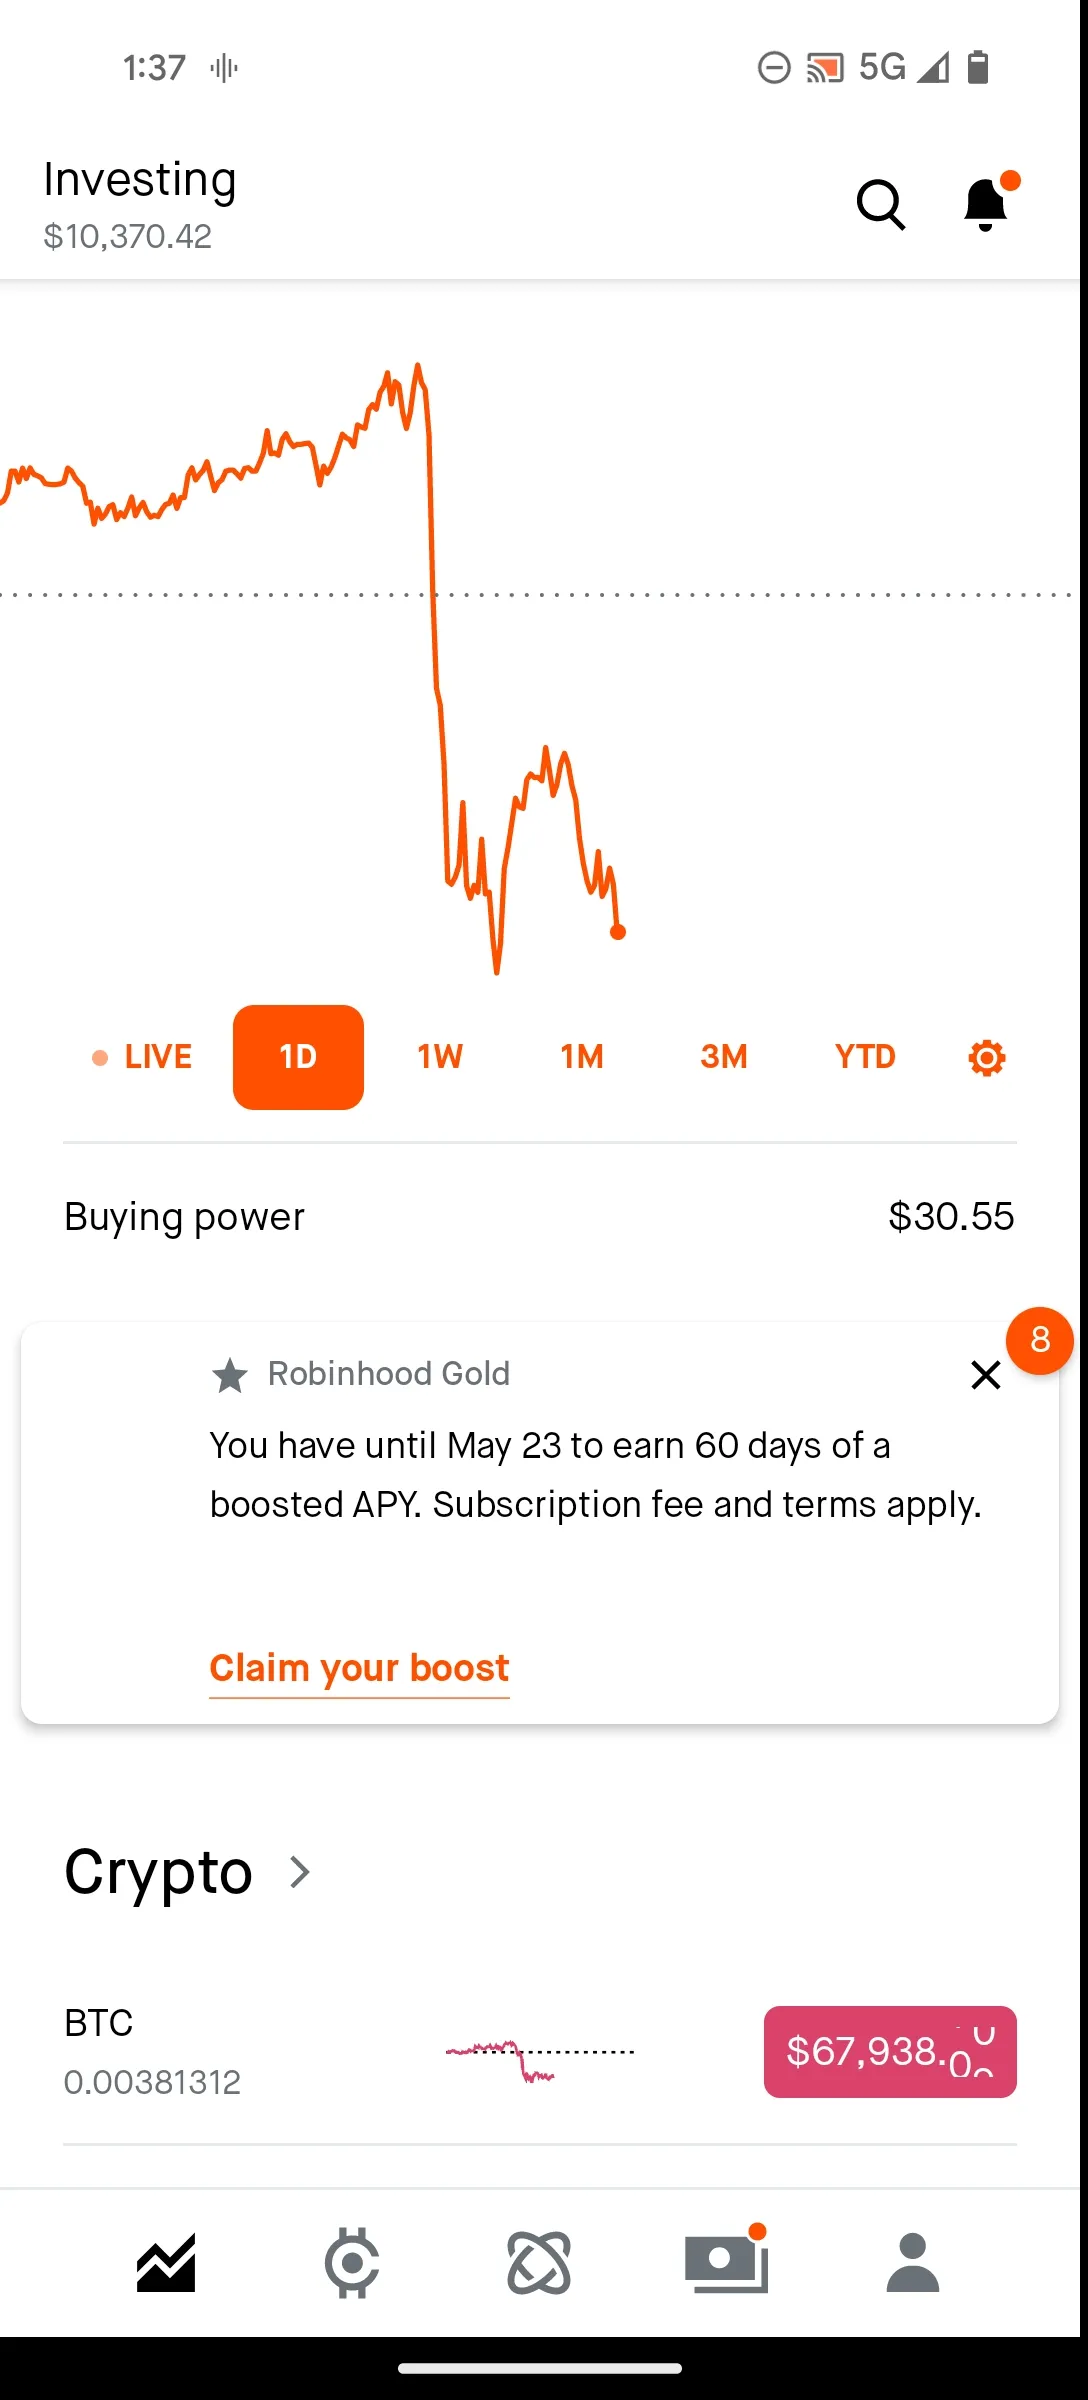 1:37
5G
Investing
$10,370.42
LIVE
1D
1W
1M
3M
YTD
Buying power
$30.55
8
Robinhood Gold
You have until May 23 to earn 60 days of a
boosted APY. Subscription fee and terms apply.
Claim your boost
Crypto
BTC
$67,938.
0.00381312